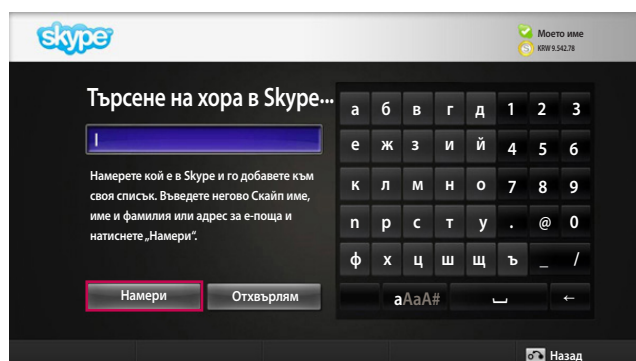 skype
Моето име
KRW 9.542.78
Търсене на хора в Skype...
Намерете кой е в Skype и го добавете към
своя списък. Въведете негово Скайп име,
име и фамилия или адрес за е-поща и
натиснете „Намери“.
Намери Отхвърлям
а б в г д 1 2 3
е ж з и й 4 5 6
к л м н о 7 8 9
п р с т у . @ 0
ф х ц ш щ ъ _ /
aAaA# ←
Назад